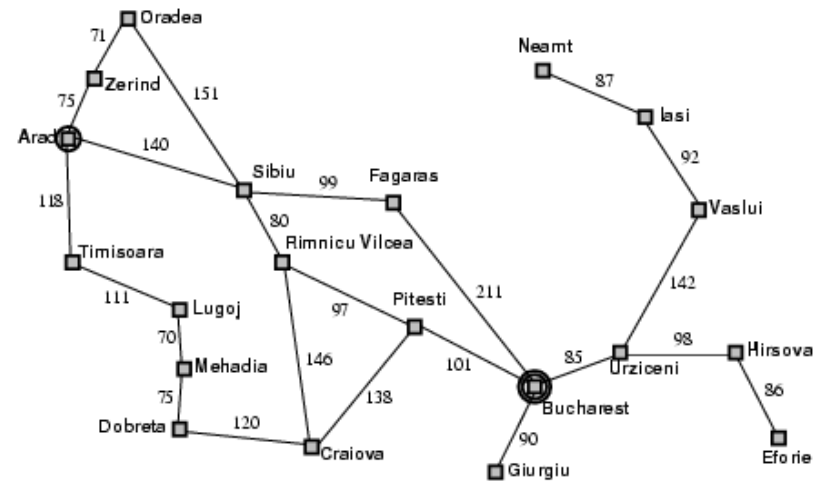 Oradea
71
Neamt
Zerind
87
151
75
Iasi
Arad
140
92
Sibiu
Fagaras
99
118
Vaslui
80
Timisoara
Rimnicu Vilcea
142
111
211
Lugoj
97
Pitesti
70
98
Hirsova
146
85
Mehadia
101
Urziceni
138
86
75
Bucharest
120
Dobreta
90
Craiova
Eforie
Giurgiu